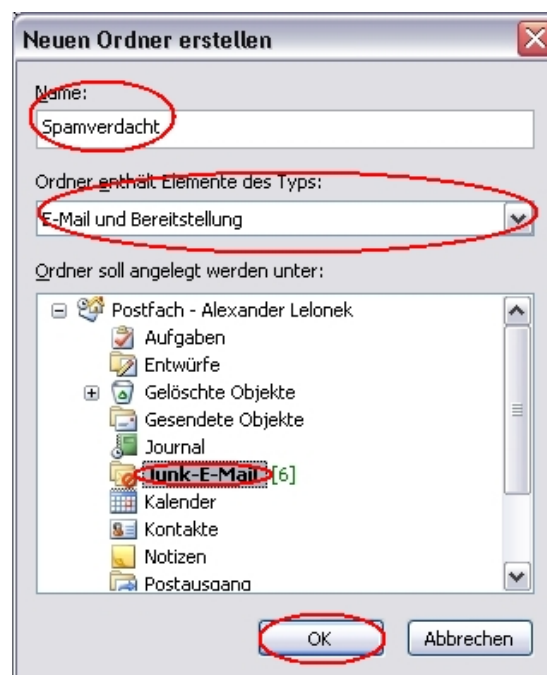 Neuen Ordner erstellen
Name:
Spamverdacht
Ordner enthält Elemente des Typs:
E-Mail und Bereitstellung
Ordner soll angelegt werden unter:
Postfach - Alexander Lelonek
Aufgaben
Entwürfe
Gelöschte Objekte
Gesendete Objekte
Journal
Junk-E-Mail [6]
Kalender
Kontakte
Notizen
Postausgang
OK Abbrechen